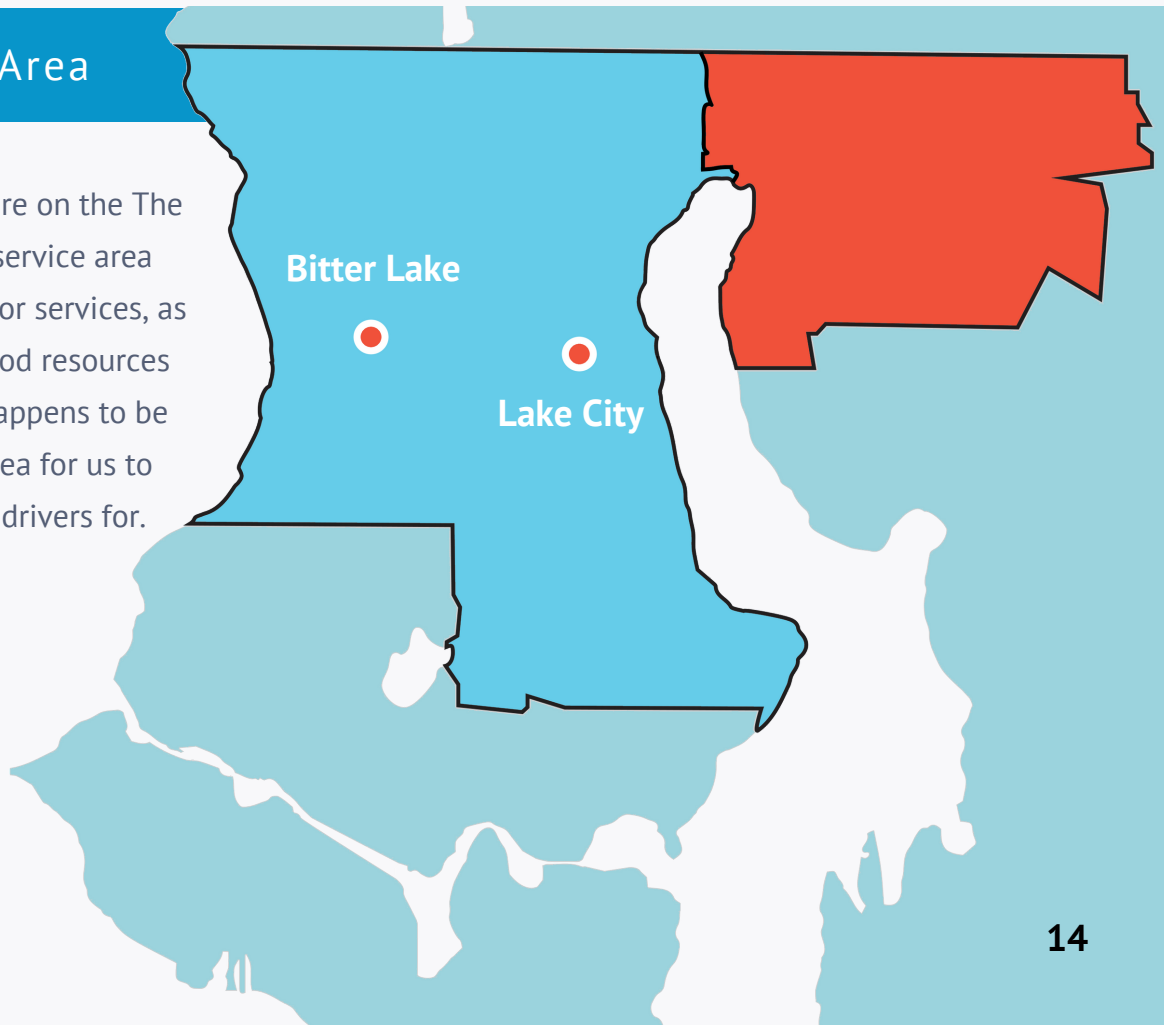 Area
re on the The
service area
or services, as
od resources
appens to be
ea for us to
drivers for.
Bitter Lake
Lake City
14